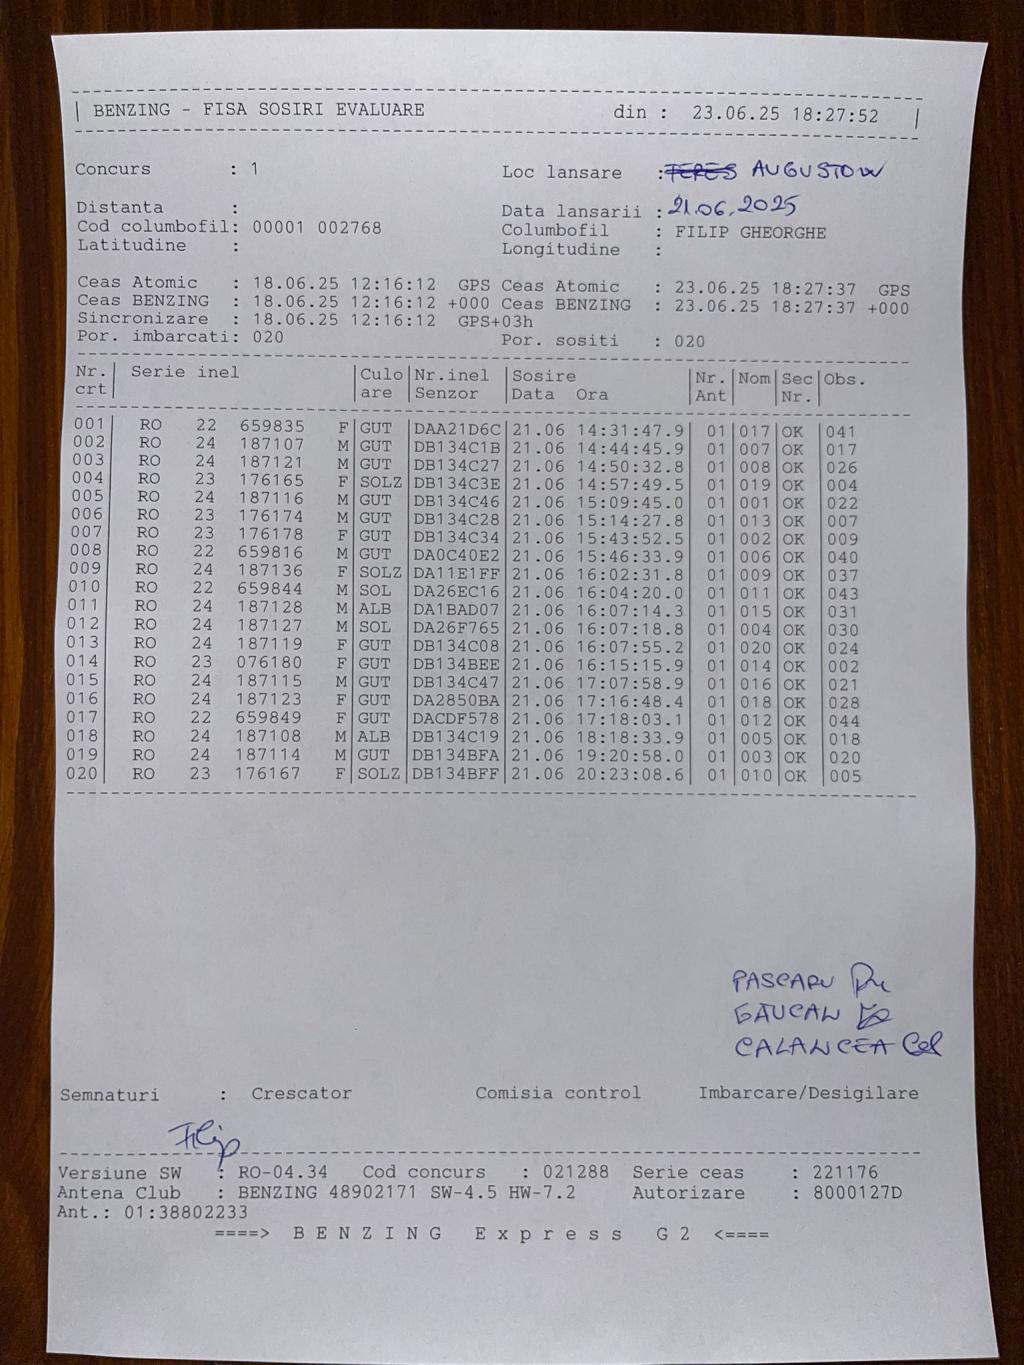 BENZING - FISA SOSIRI EVALUARE din : 23.06.25 18:27:52
Concurs : 1 Loc lansare : TERES AUGUSTOW
Distanta : Data lansarii : 21.06.2025
Cod columbofil: 00001 002768 Columbofil : FILIP GHEORGHE
Latitudine : Longitudine :
Ceas Atomic : 18.06.25 12:16:12 GPS Ceas Atomic : 23.06.25 18:27:37 GPS
Ceas BENZING : 18.06.25 12:16:12 +000 Ceas BENZING : 23.06.25 18:27:37 +000
Sincronizare : 18.06.25 12:16:12 GPS+03h
Por. imbarcati: 020 Por. sositi : 020
Nr. Serie inel Culo Nr.inel Sosire Nr. Nom Sec Obs.
crt are Senzor Data Ora Ant Nr.
001 RO 22 659835 F GUT DAA21D6C 21.06 14:31:47.9 01 017 OK 041
002 RO 24 187107 M GUT DB134C1B 21.06 14:44:45.9 01 007 OK 017
003 RO 24 187121 M GUT DB134C27 21.06 14:50:32.8 01 008 OK 026
004 RO 23 176165 F SOLZ DB134C3E 21.06 14:57:49.5 01 019 OK 004
005 RO 24 187116 M GUT DB134C46 21.06 15:09:45.0 01 001 OK 022
006 RO 23 176174 M GUT DB134C28 21.06 15:14:27.8 01 013 OK 007
007 RO 23 176178 F GUT DB134C34 21.06 15:43:52.5 01 002 OK 009
008 RO 22 659816 M GUT DA0C40E2 21.06 15:46:33.9 01 006 OK 040
009 RO 24 187136 F SOLZ DA11E1FF 21.06 16:02:31.8 01 009 OK 037
010 RO 22 659844 M SOL DA26EC16 21.06 16:04:20.0 01 011 OK 043
011 RO 24 187128 M ALB DA1BAD07 21.06 16:07:14.3 01 015 OK 031
012 RO 24 187127 M SOL DA26F765 21.06 16:07:18.8 01 004 OK 030
013 RO 24 187119 F GUT DB134C08 21.06 16:07:55.2 01 020 OK 024
014 RO 23 076180 F GUT DB134BEE 21.06 16:15:15.9 01 014 OK 002
015 RO 24 187115 M GUT DB134C47 21.06 17:07:58.9 01 016 OK 021
016 RO 24 187123 F GUT DA2850BA 21.06 17:16:48.4 01 018 OK 028
017 RO 22 659849 F GUT DACDF578 21.06 17:18:03.1 01 012 OK 044
018 RO 24 187108 M ALB DB134C19 21.06 18:18:33.9 01 005 OK 018
019 RO 24 187114 M GUT DB134BFA 21.06 19:20:58.0 01 003 OK 020
020 RO 23 176167 F SOLZ DB134BFF 21.06 20:23:08.6 01 010 OK 005
PASCARU
GĂUCAN
CALANCEA
Semnaturi : Crescator Comisia control Imbarcare/Desigilare
Filip
Versiune SW : RO-04.34 Cod concurs : 021288 Serie ceas : 221176
Antena Club : BENZING 48902171 SW-4.5 HW-7.2 Autorizare : 8000127D
Ant.: 01:38802233
====> BENZING Express G2 <====